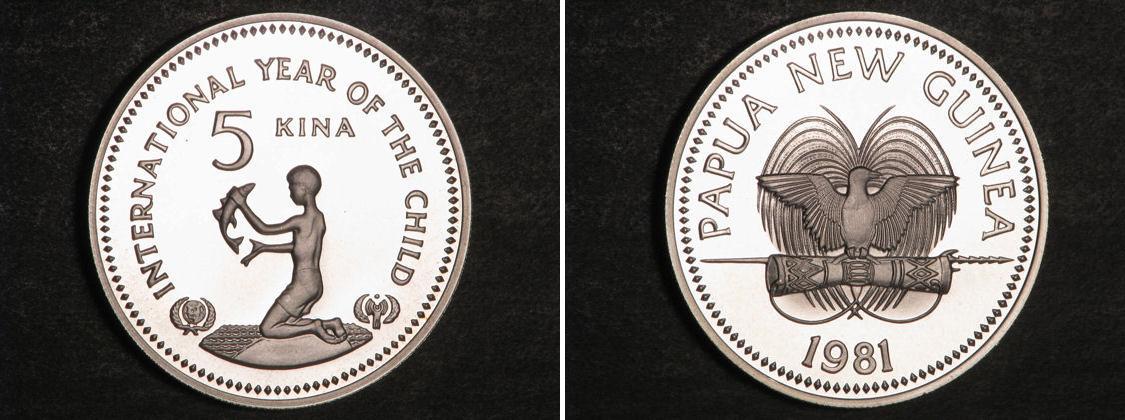 INTERNATIONAL YEAR OF THE CHILD
5 KINA
PAPUA NEW GUINEA
1981